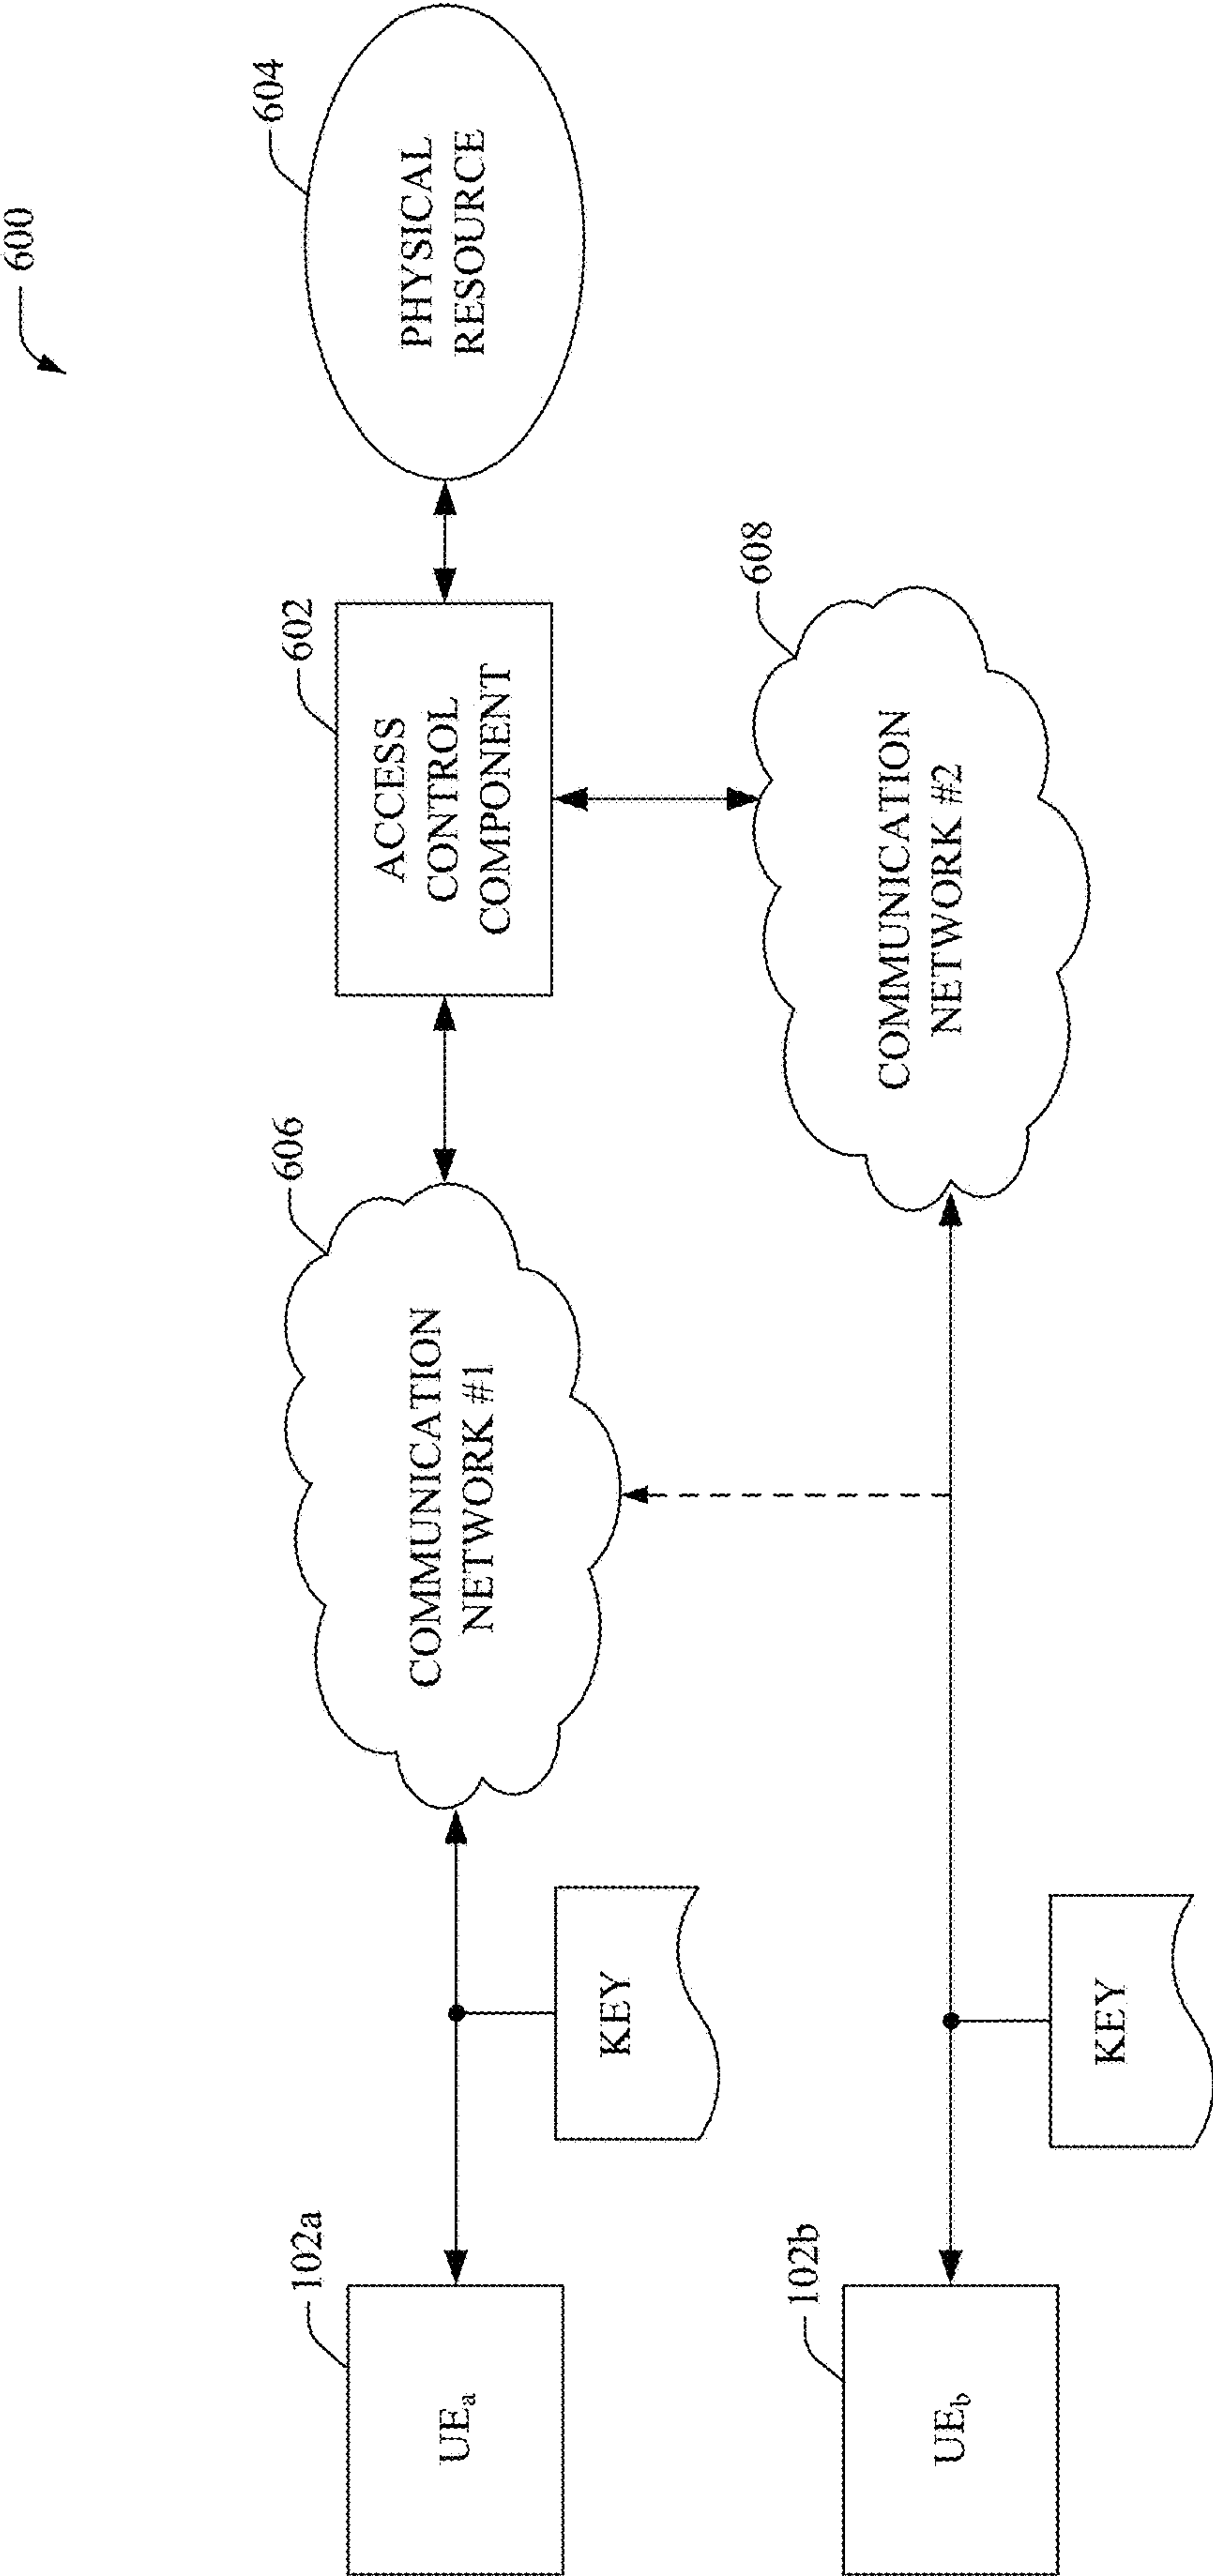 600
102a
UEa
KEY
606
COMMUNICATION
NETWORK #1
602
ACCESS
CONTROL
COMPONENT
604
PHYSICAL
RESOURCE
102b
UEb
KEY
608
COMMUNICATION
NETWORK #2